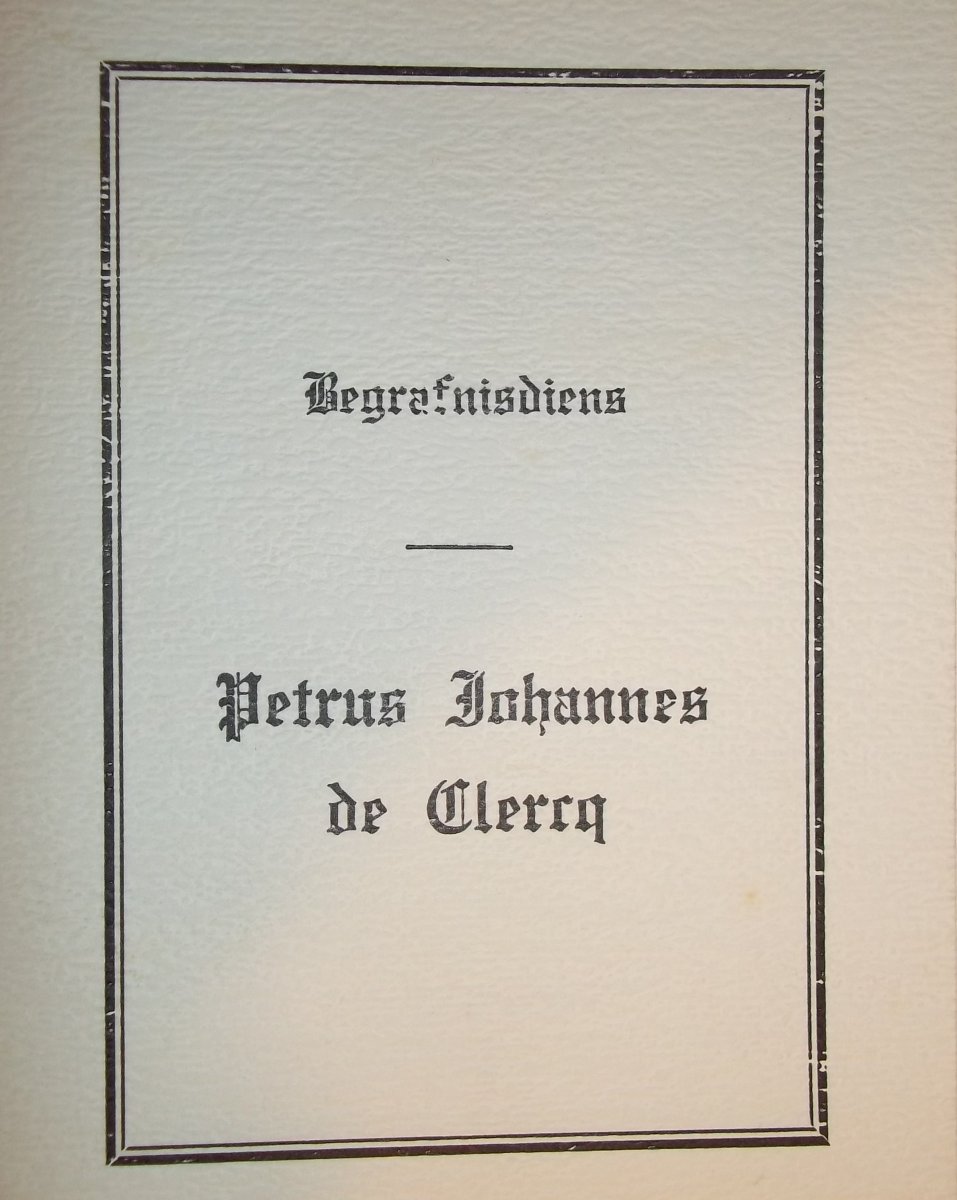 Begrafnisdiens
Petrus Johannes
de Clercq